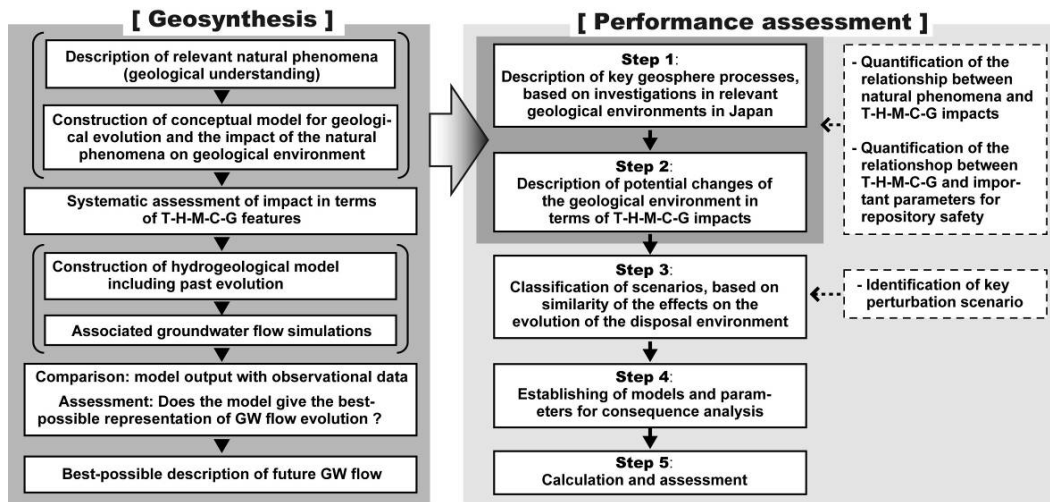 [ Geosynthesis ]
Description of relevant natural phenomena
(geological understanding)
Construction of conceptual model for geologi-
cal evolution and the impact of the natural
phenomena on geological environment
Systematic assessment of impact in terms
of T-H-M-C-G features
Construction of hydrogeological model
including past evolution
Associated groundwater flow simulations
Comparison: model output with observational data
Assessment: Does the model give the best-
possible representation of GW flow evolution ?
Best-possible description of future GW flow
[ Performance assessment ]
Step 1:
Description of key geosphere processes,
based on investigations in relevant
geological environments in Japan
Step 2:
Description of potential changes of
the geological environment in
terms of T-H-M-C-G impacts
Step 3:
Classification of scenarios, based on
similarity of the effects on the
evolution of the disposal environment
Step 4:
Establishing of models and param-
eters for consequence analysis
Step 5:
Calculation and assessment
- Quantification of the
relationship between
natural phenomena and
T-H-M-C-G impacts
- Quantification of the
relationshop between
T-H-M-C-G and impor-
tant parameters for
repository safety
- Identification of key
perturbation scenario